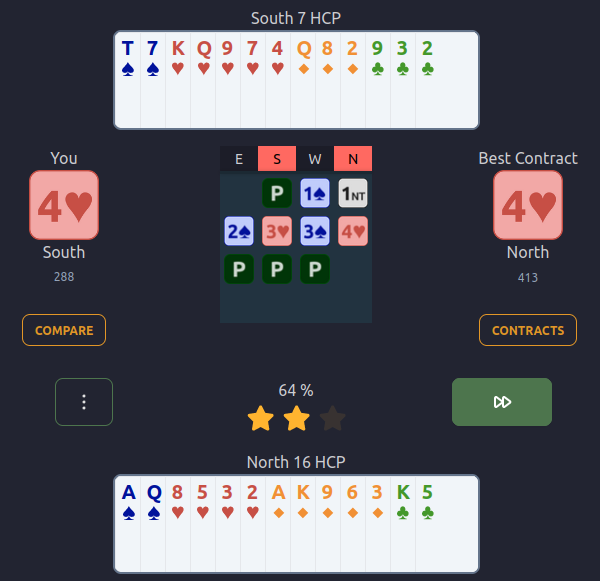 South 7 HCP
T 7 K Q 9 7 4 Q 8 2 9 3 2
♠ ♠ ♥ ♥ ♥ ♥ ♥ ♦ ♦ ♦ ♣ ♣ ♣
You
4♥
South
288
COMPARE
E S W N
P 1♠ 1NT
2♠ 3♥ 3♠ 4♥
P P P
Best Contract
4♥
North
413
CONTRACTS
64 %
North 16 HCP
A Q 8 5 3 2 A K 9 6 3 K 5
♠ ♠ ♥ ♥ ♥ ♥ ♦ ♦ ♦ ♦ ♦ ♣ ♣